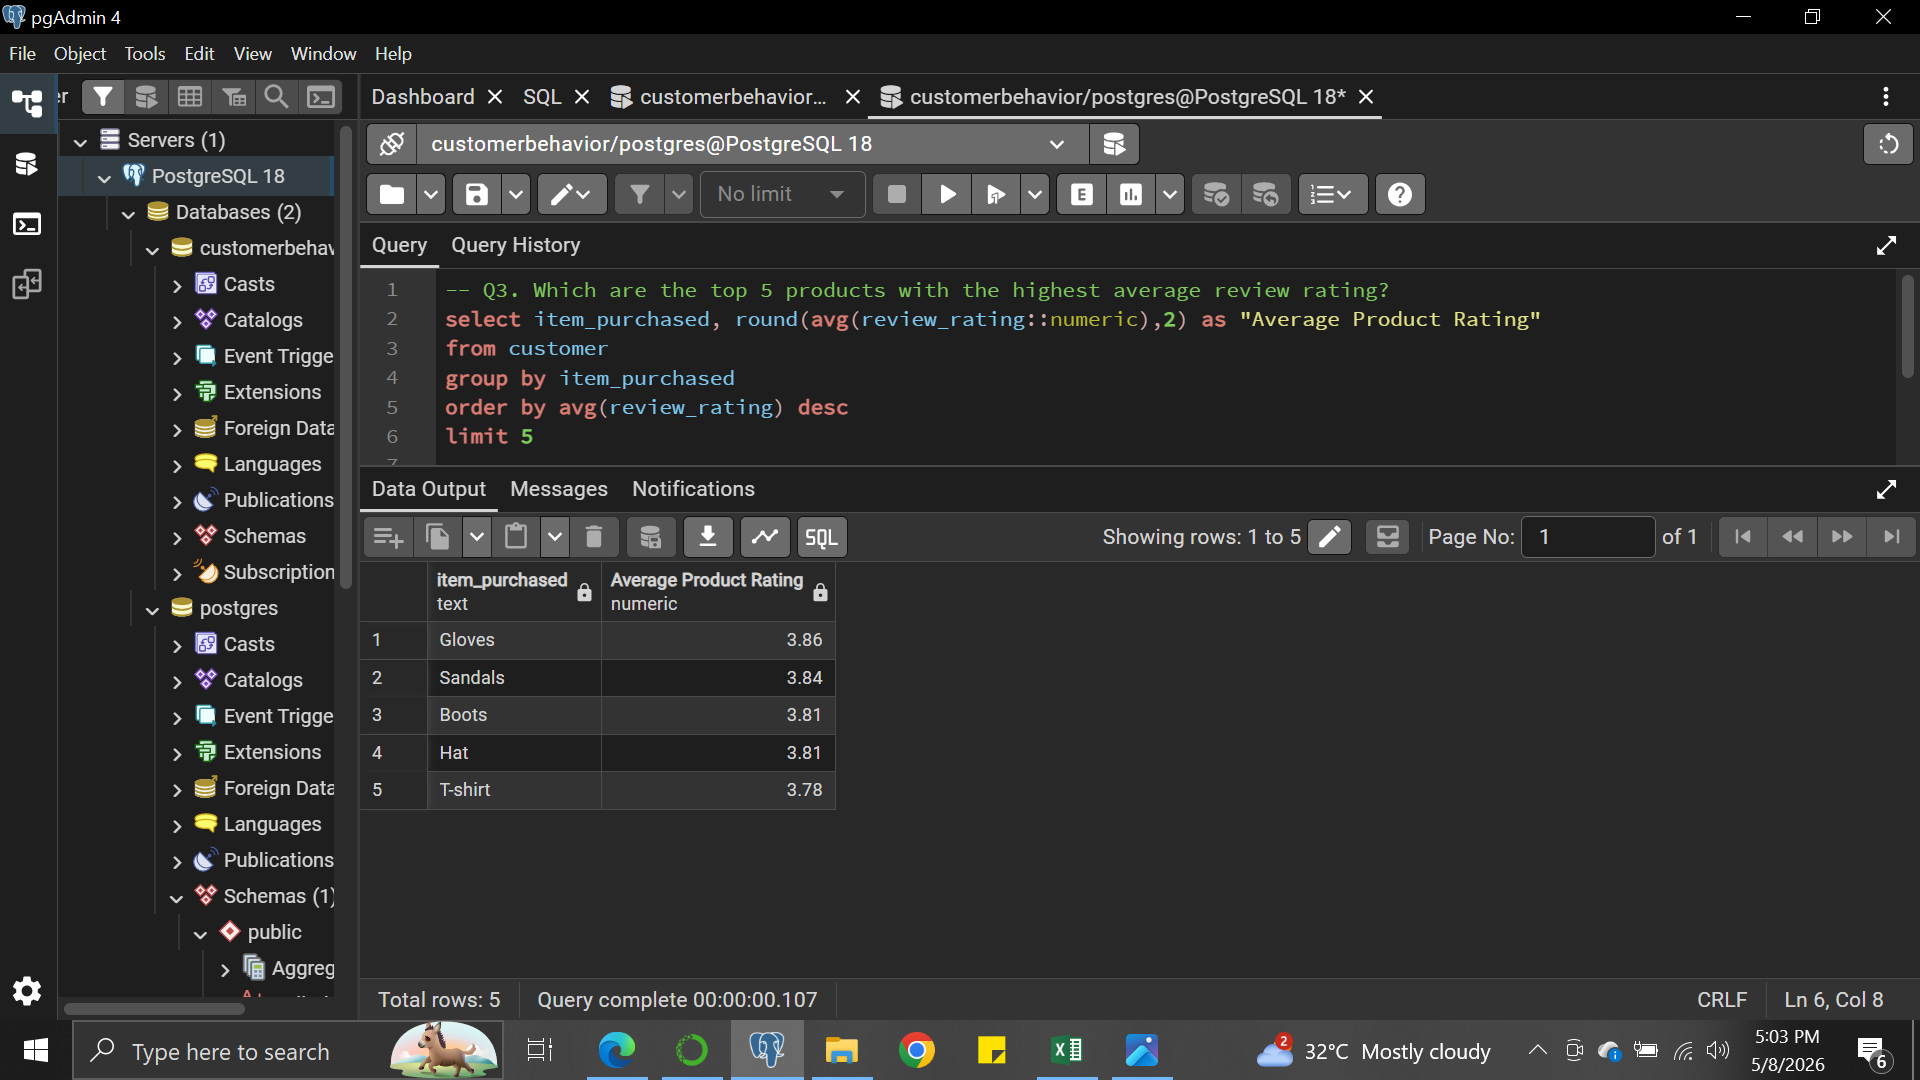 pgAdmin 4
File Object Tools Edit View Window Help
er
Dashboard SQL customerbehavior... customerbehavior/postgres@PostgreSQL 18*
Servers (1)
PostgreSQL 18
Databases (2)
customerbehav
Casts
Catalogs
Event Trigge
Extensions
Foreign Data
Languages
Publications
Schemas
Subscription
postgres
Casts
Catalogs
Event Trigge
Extensions
Foreign Data
Languages
Publications
Schemas (1)
public
Aggreg
customerbehavior/postgres@PostgreSQL 18
No limit
E
Query Query History
1 -- Q3. Which are the top 5 products with the highest average review rating?
2 select item_purchased, round(avg(review_rating::numeric),2) as "Average Product Rating"
3 from customer
4 group by item_purchased
5 order by avg(review_rating) desc
6 limit 5
7
Data Output Messages Notifications
SQL
Showing rows: 1 to 5
Page No: 1 of 1
item_purchased Average Product Rating
text numeric
1 Gloves 3.86
2 Sandals 3.84
3 Boots 3.81
4 Hat 3.81
5 T-shirt 3.78
Total rows: 5 Query complete 00:00:00.107 CRLF Ln 6, Col 8
Type here to search
2
32°C Mostly cloudy
5:03 PM
5/8/2026
6